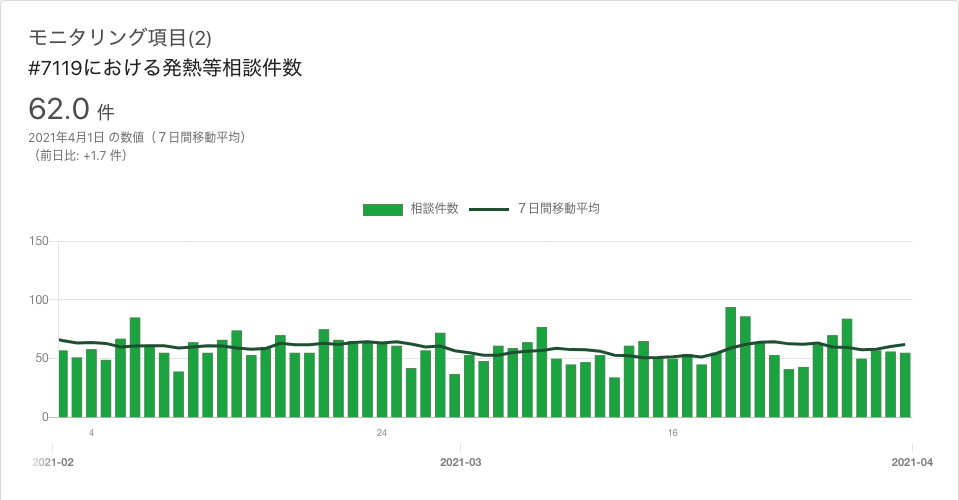 モニタリング項目(2)
#7119における発熱等相談件数
62.0 件
2021年4月1日 の数値（７日間移動平均）
（前日比: +1.7 件）
相談件数 ７日間移動平均
150
100
50
0
4 24 16
2021-02 2021-03 2021-04